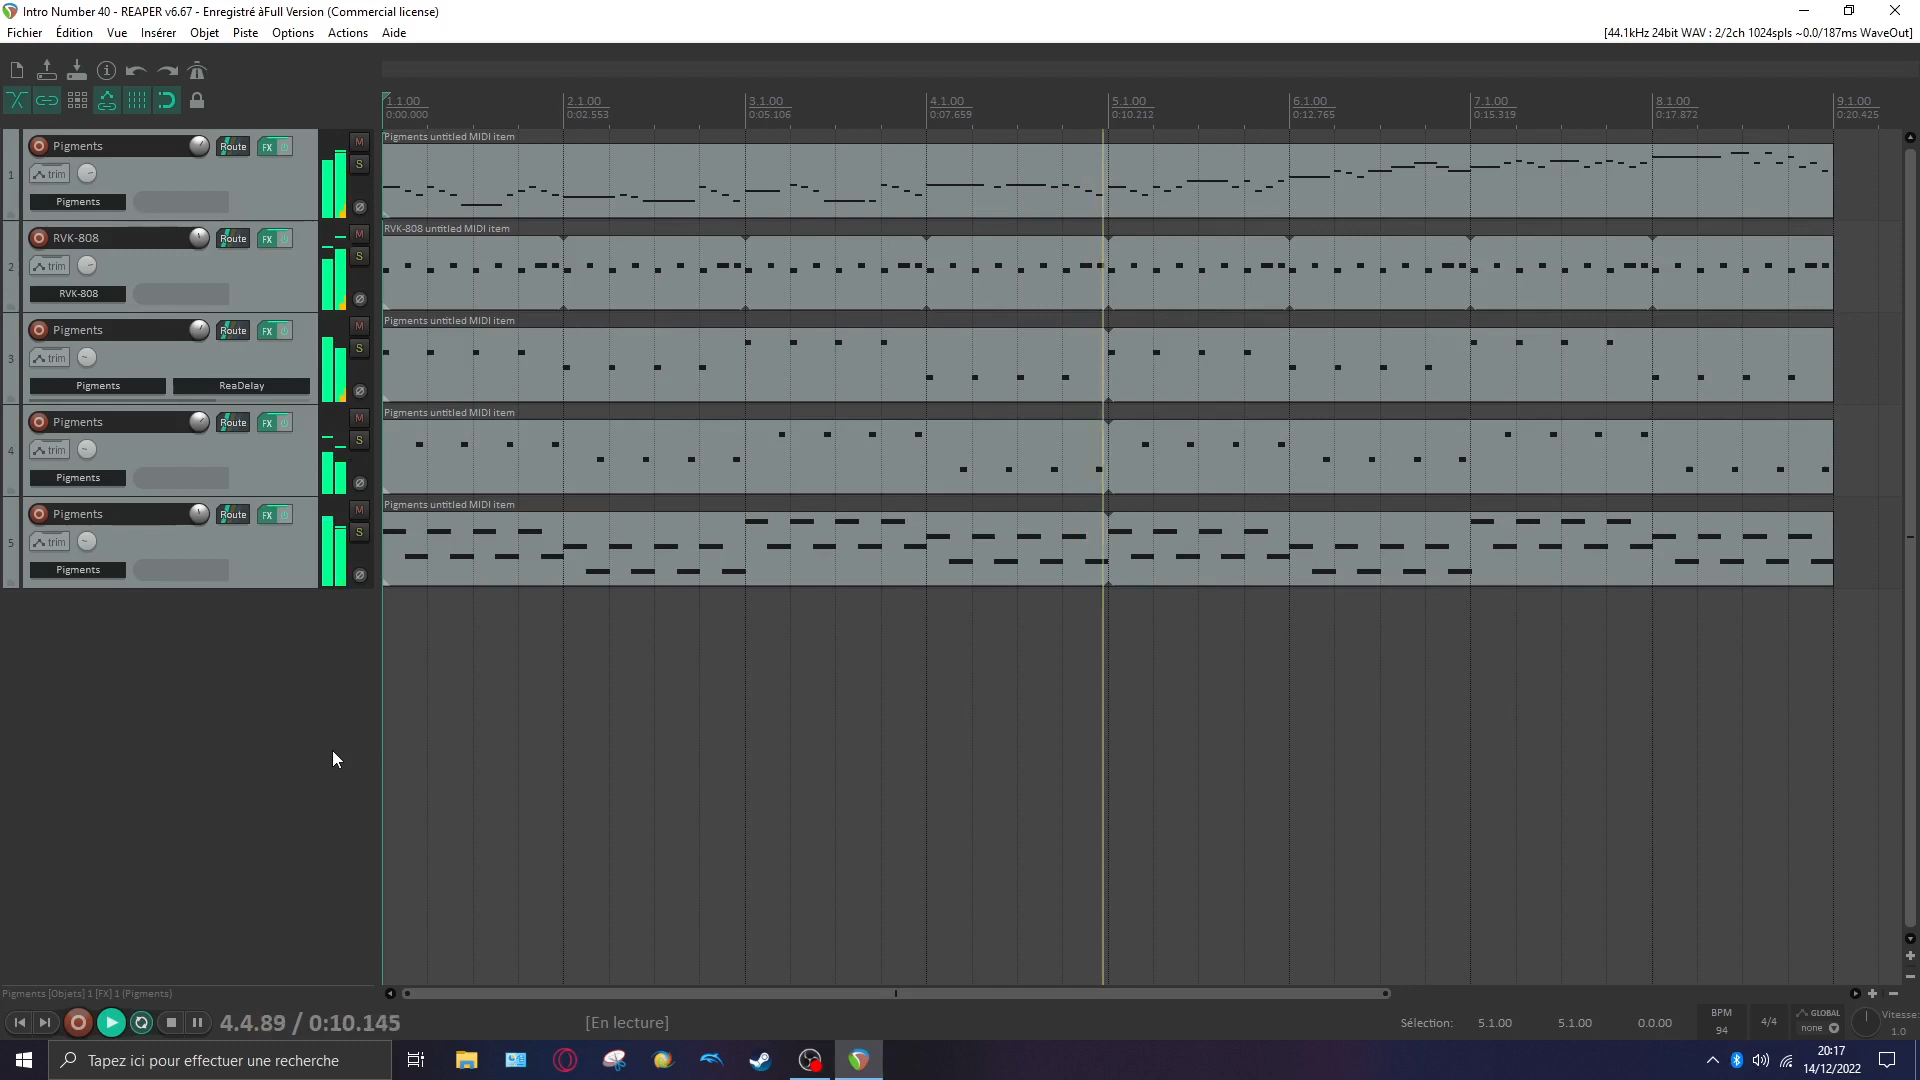 Intro Number 40 - REAPER v6.67 - Enregistré àFull Version (Commercial license)
Fichier Édition Vue Insérer Objet Piste Options Actions Aide
[44.1kHz 24bit WAV : 2/2ch 1024spls ~0.0/187ms WaveOut]
1.1.00 2.1.00 3.1.00 4.1.00 5.1.00 6.1.00 7.1.00 8.1.00 9.1.00
0:00.000 0:02.553 0:05.106 0:07.659 0:10.212 0:12.765 0:15.319 0:17.872 0:20.425
Pigments untitled MIDI item
1 Pigments Route FX M
trim S
Pigments
RVK-808 untitled MIDI item
2 RVK-808 Route FX M
trim S
RVK-808
Pigments untitled MIDI item
3 Pigments Route FX M
trim S
Pigments ReaDelay
Pigments untitled MIDI item
4 Pigments Route FX M
trim S
Pigments
Pigments untitled MIDI item
5 Pigments Route FX M
trim S
Pigments
Pigments [Objets] 1 [FX] 1 (Pigments)
4.4.89 / 0:10.145 [En lecture] Sélection: 5.1.00 5.1.00 0.0.00
BPM
94
4/4
GLOBAL
none
Vitesse:
1.0
Tapez ici pour effectuer une recherche
20:17
14/12/2022